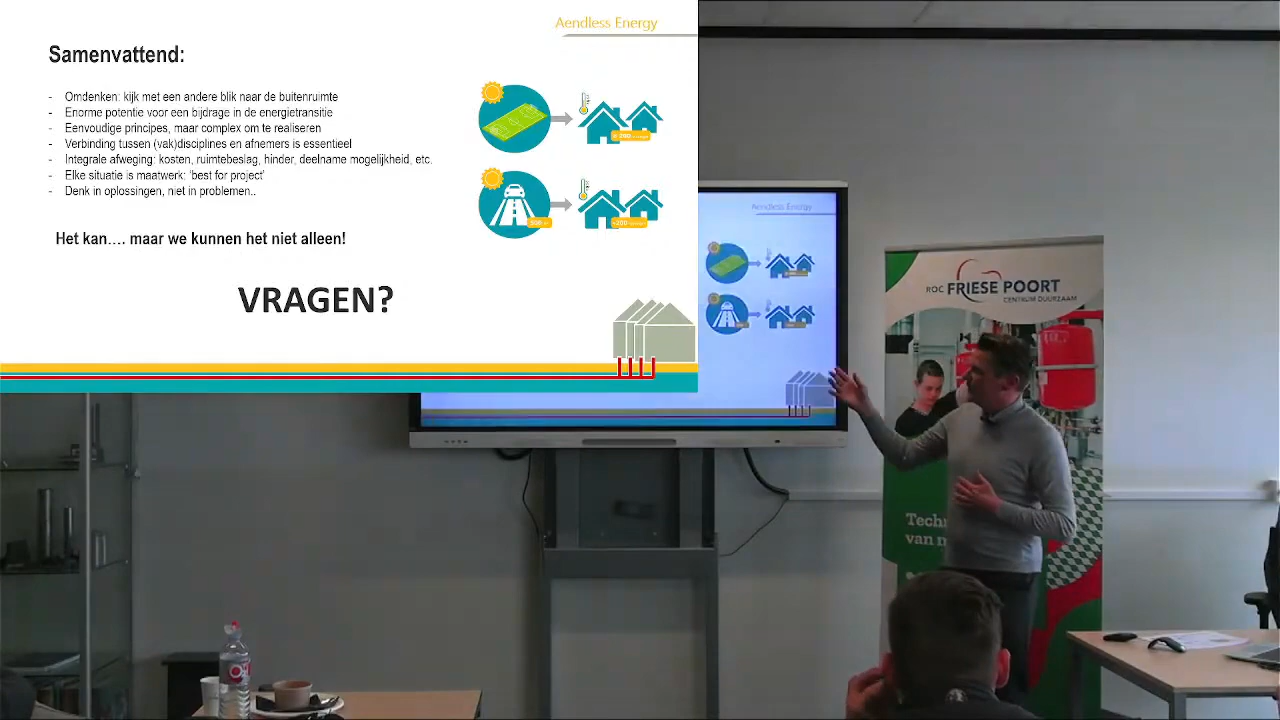 Aendless Energy
Samenvattend:
- Omdenken: kijk met een andere blik naar de buitenruimte
- Enorme potentie voor een bijdrage in de energietransitie
- Eenvoudige principes, maar complex om te realiseren
- Verbinding tussen (vak)disciplines en afnemers is essentieel
- Integrale afweging: kosten, ruimtebeslag, hinder, deelname mogelijkheid, etc.
- Elke situatie is maatwerk: 'best for project'
- Denk in oplossingen, niet in problemen..
Het kan…. maar we kunnen het niet alleen!
VRAGEN?
Aendless Energy
ROC FRIESE POORT
CENTRUM DUURZAAM
Techn
van m